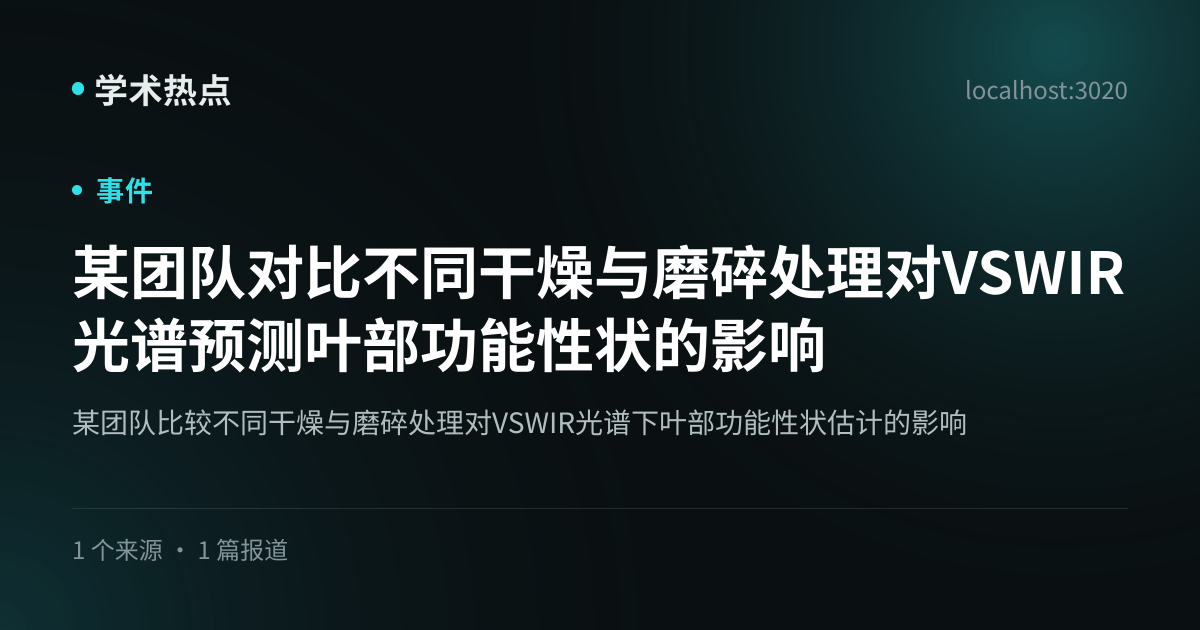 学术热点
localhost:3020
事件
某团队对比不同干燥与磨碎处理对VSWIR
光谱预测叶部功能性状的影响
某团队比较不同干燥与磨碎处理对VSWIR光谱下叶部功能性状估计的影响
1 个来源 · 1 篇报道